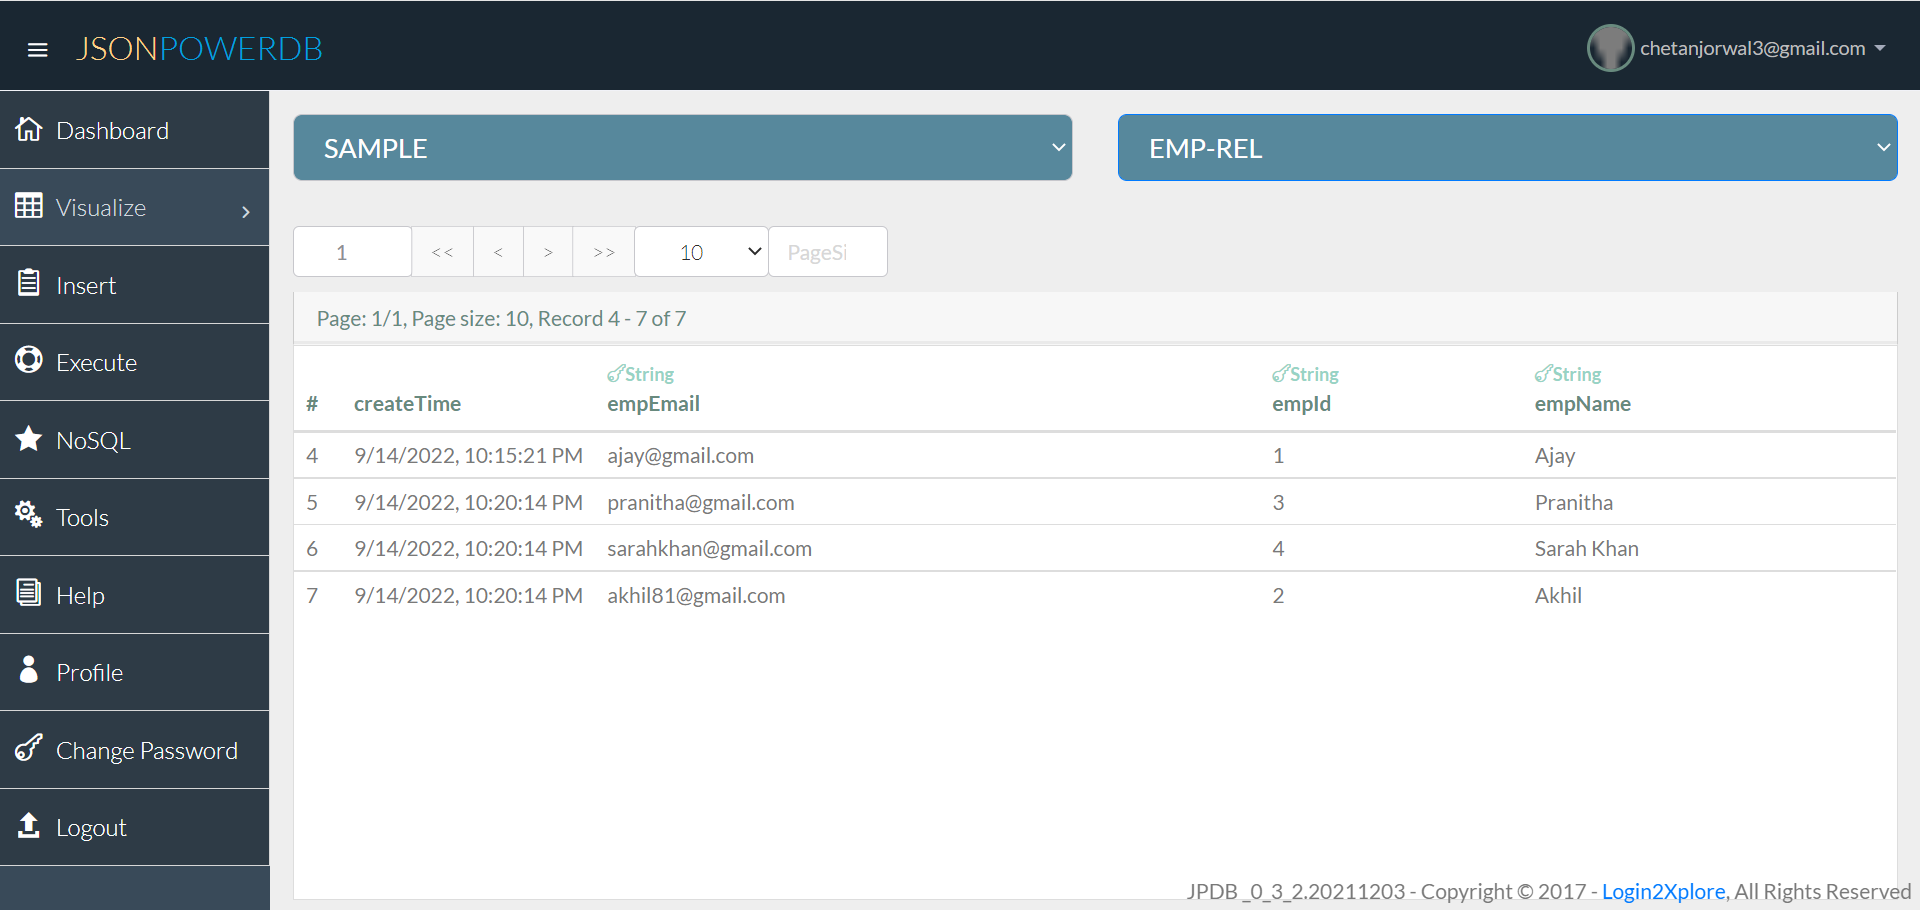 JSONPOWERDB
chetanjorwal3@gmail.com
Dashboard
Visualize
Insert
Execute
NoSQL
Tools
Help
Profile
Change Password
Logout
SAMPLE EMP-REL
1 << < > >> 10 PageSi
Page: 1/1, Page size: 10, Record 4 - 7 of 7
String String String
# createTime empEmail empId empName
4 9/14/2022, 10:15:21 PM ajay@gmail.com 1 Ajay
5 9/14/2022, 10:20:14 PM pranitha@gmail.com 3 Pranitha
6 9/14/2022, 10:20:14 PM sarahkhan@gmail.com 4 Sarah Khan
7 9/14/2022, 10:20:14 PM akhil81@gmail.com 2 Akhil
JPDB_0_3_2.20211203 - Copyright © 2017 - Login2Xplore, All Rights Reserved